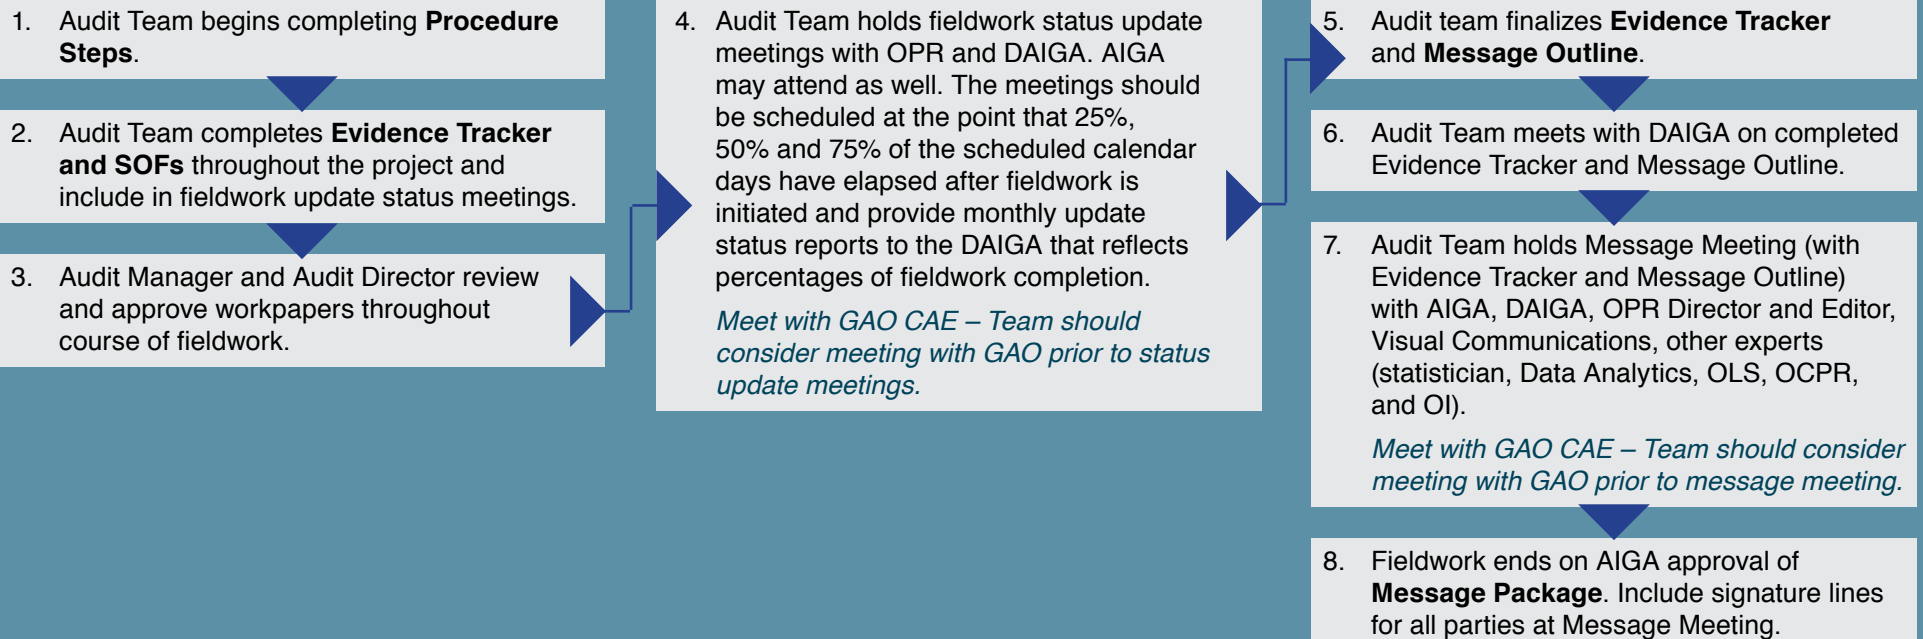 1. Audit Team begins completing Procedure
Steps.
2. Audit Team completes Evidence Tracker
and SOFs throughout the project and
include in fieldwork update status meetings.
3. Audit Manager and Audit Director review
and approve workpapers throughout
course of fieldwork.
4. Audit Team holds fieldwork status update
meetings with OPR and DAIGA. AIGA
may attend as well. The meetings should
be scheduled at the point that 25%,
50% and 75% of the scheduled calendar
days have elapsed after fieldwork is
initiated and provide monthly update
status reports to the DAIGA that reflects
percentages of fieldwork completion.
Meet with GAO CAE – Team should
consider meeting with GAO prior to status
update meetings.
5. Audit team finalizes Evidence Tracker
and Message Outline.
6. Audit Team meets with DAIGA on completed
Evidence Tracker and Message Outline.
7. Audit Team holds Message Meeting (with
Evidence Tracker and Message Outline)
with AIGA, DAIGA, OPR Director and Editor,
Visual Communications, other experts
(statistician, Data Analytics, OLS, OCPR,
and OI).
Meet with GAO CAE – Team should consider
meeting with GAO prior to message meeting.
8. Fieldwork ends on AIGA approval of
Message Package. Include signature lines
for all parties at Message Meeting.